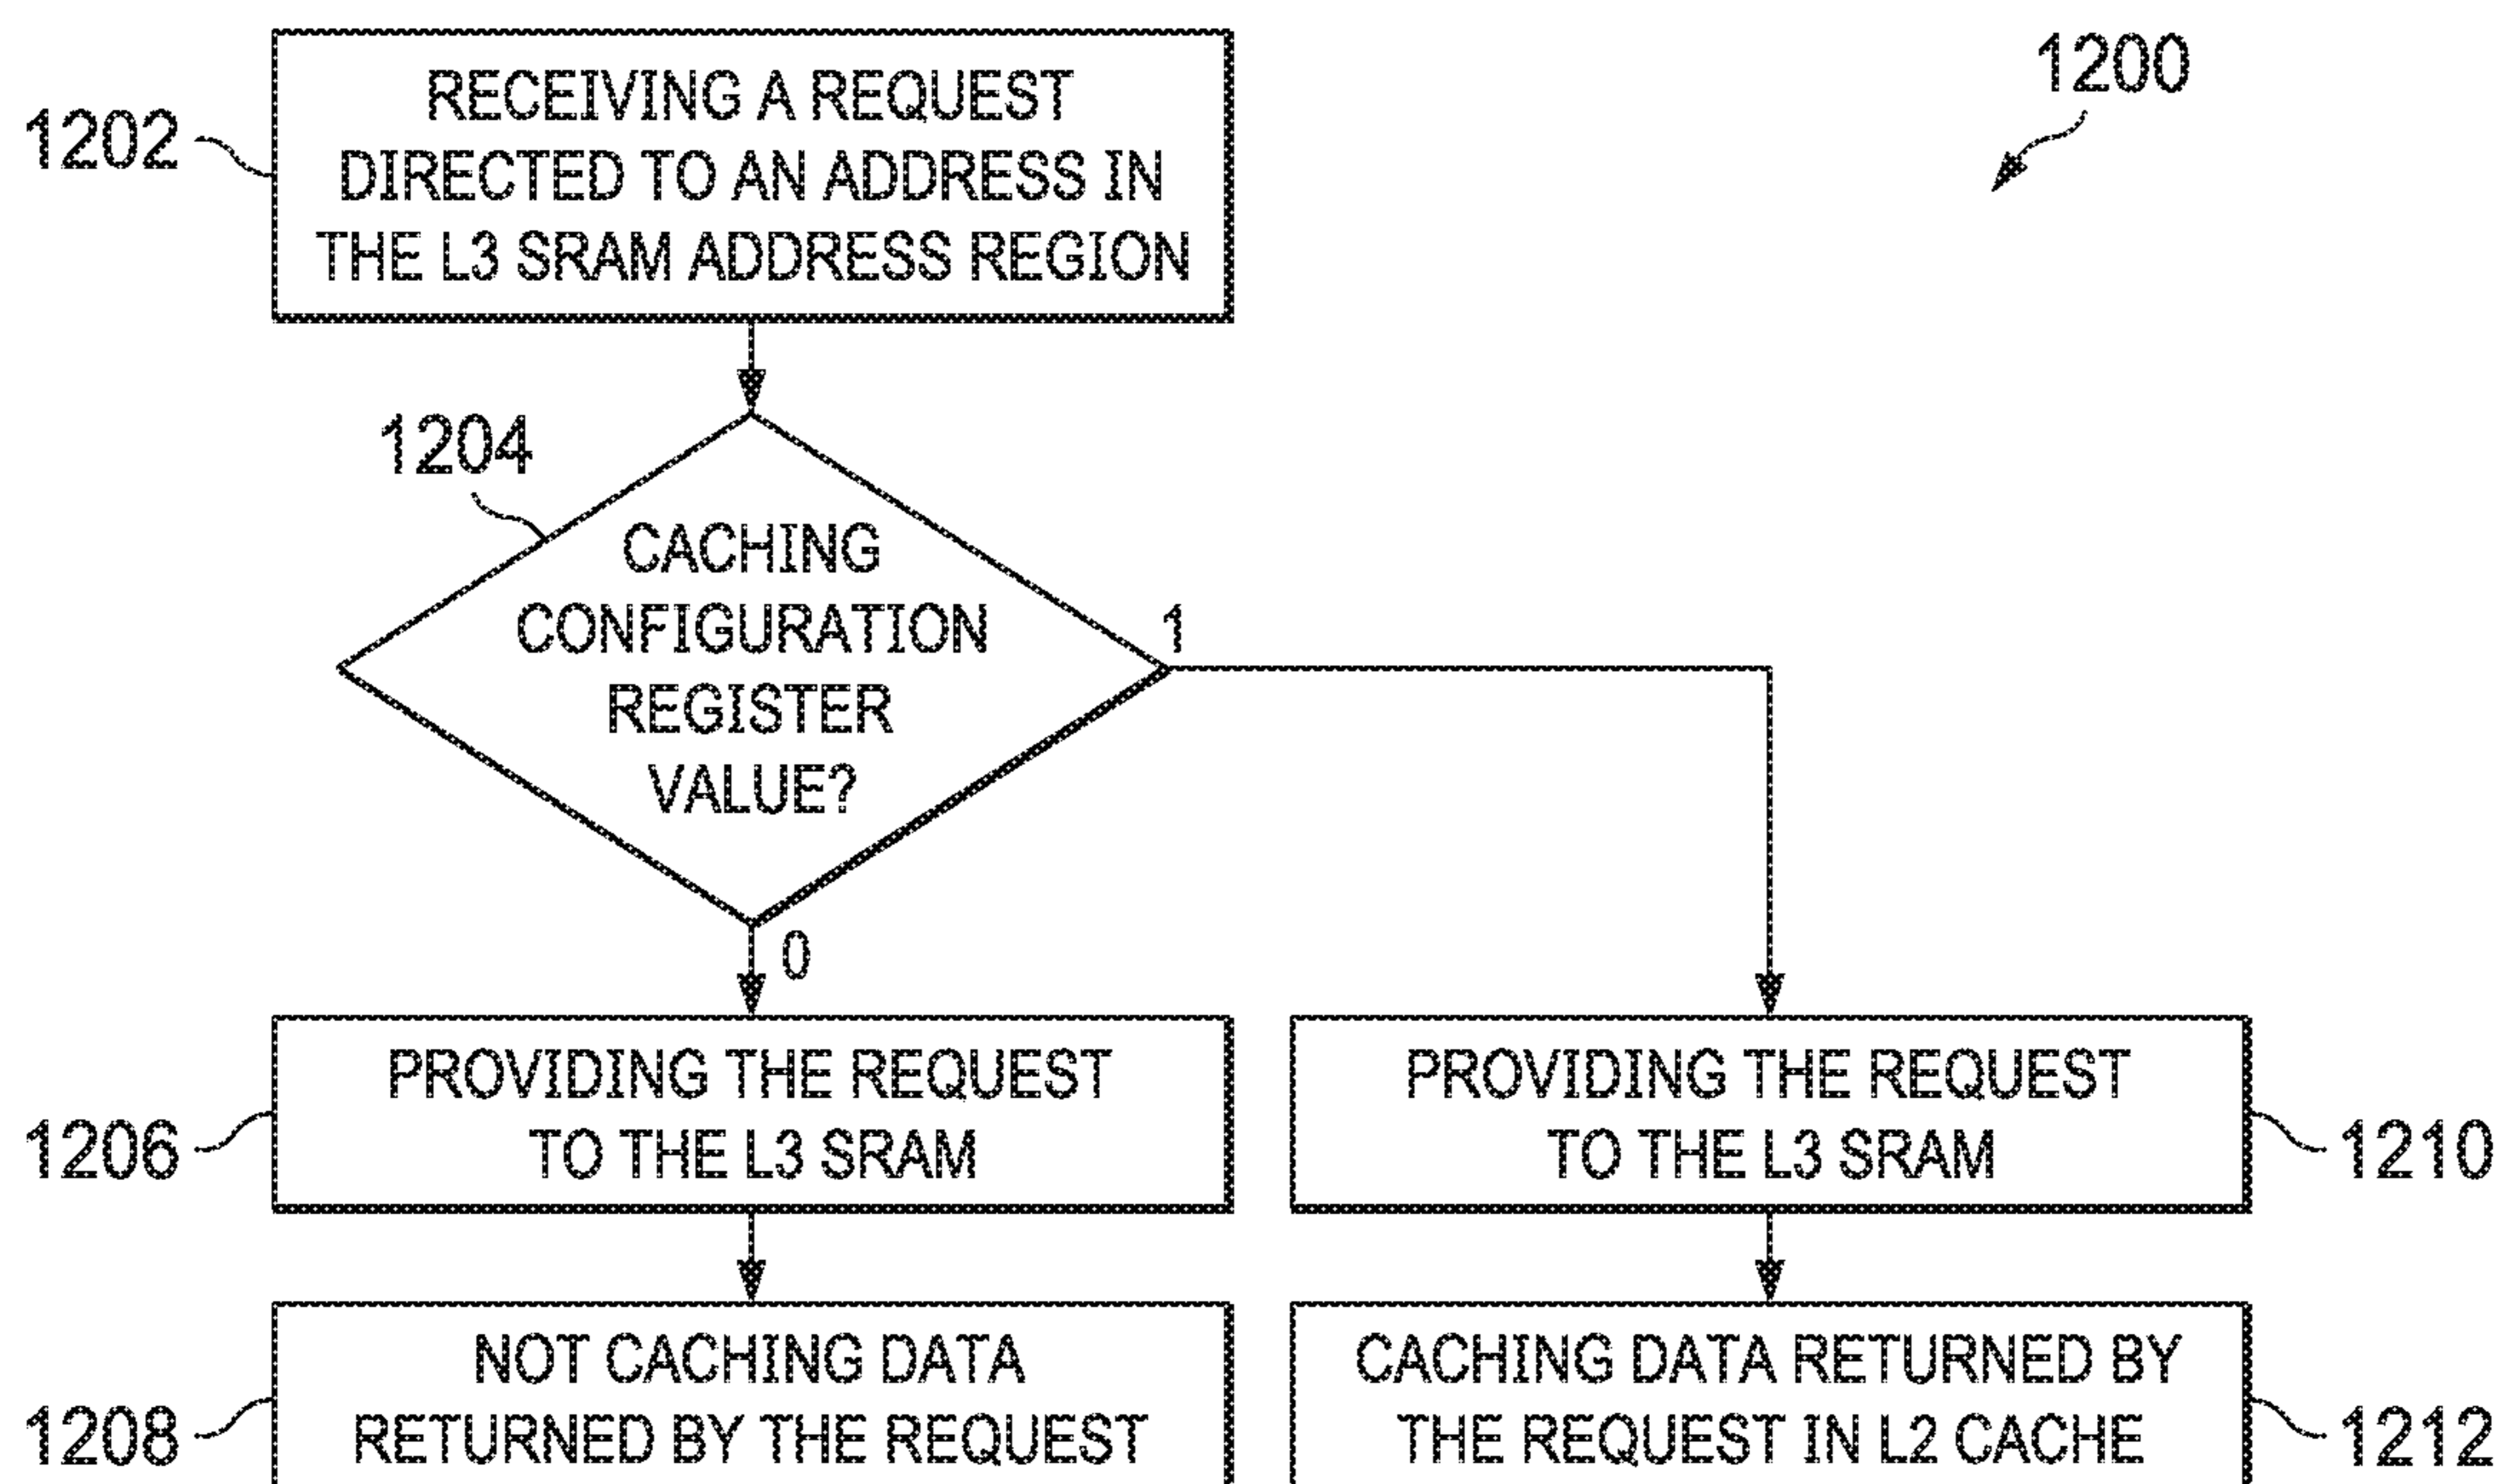 1200
1202
RECEIVING A REQUEST
DIRECTED TO AN ADDRESS IN
THE L3 SRAM ADDRESS REGION
1204
CACHING
CONFIGURATION
REGISTER
VALUE?
1
0
1206
PROVIDING THE REQUEST
TO THE L3 SRAM
PROVIDING THE REQUEST
TO THE L3 SRAM
1210
1208
NOT CACHING DATA
RETURNED BY THE REQUEST
CACHING DATA RETURNED BY
THE REQUEST IN L2 CACHE
1212